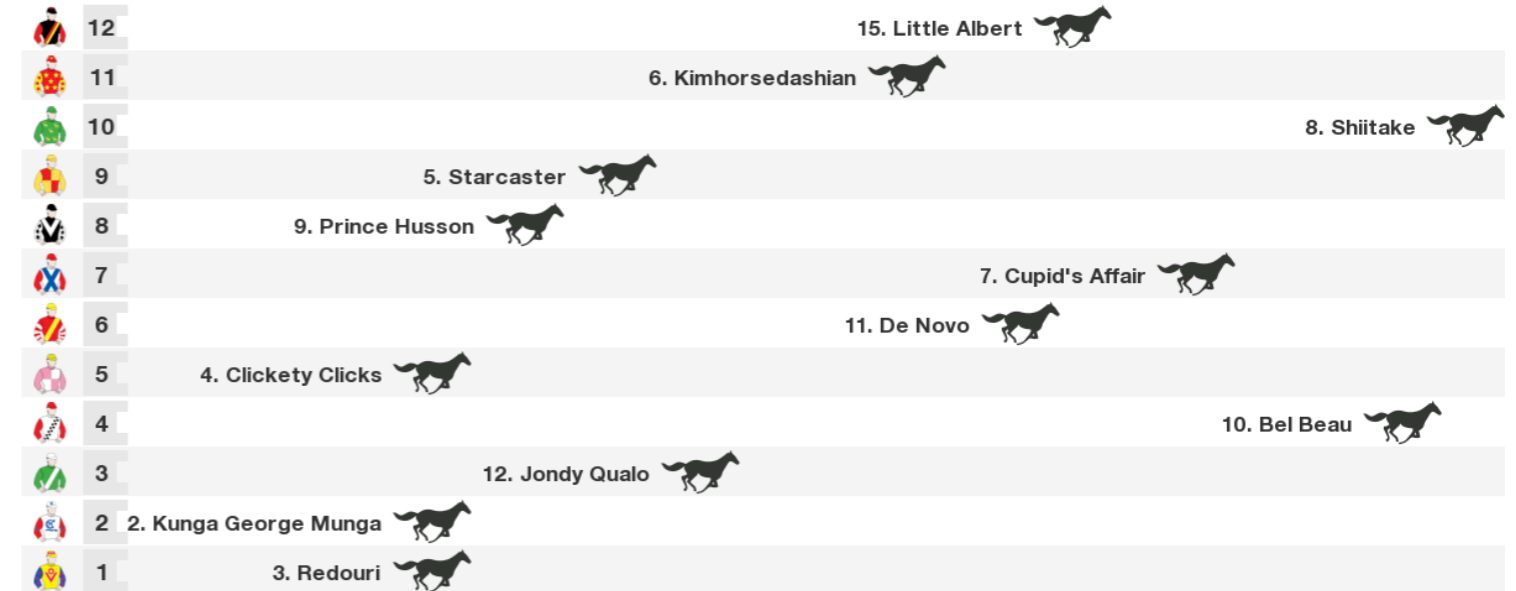 12 15. Little Albert
11 6. Kimhorsedashian
10 8. Shiitake
9 5. Starcaster
8 9. Prince Husson
7 7. Cupid's Affair
6 11. De Novo
5 4. Clickety Clicks
4 10. Bel Beau
3 12. Jondy Qualo
2 2. Kunga George Munga
1 3. Redouri